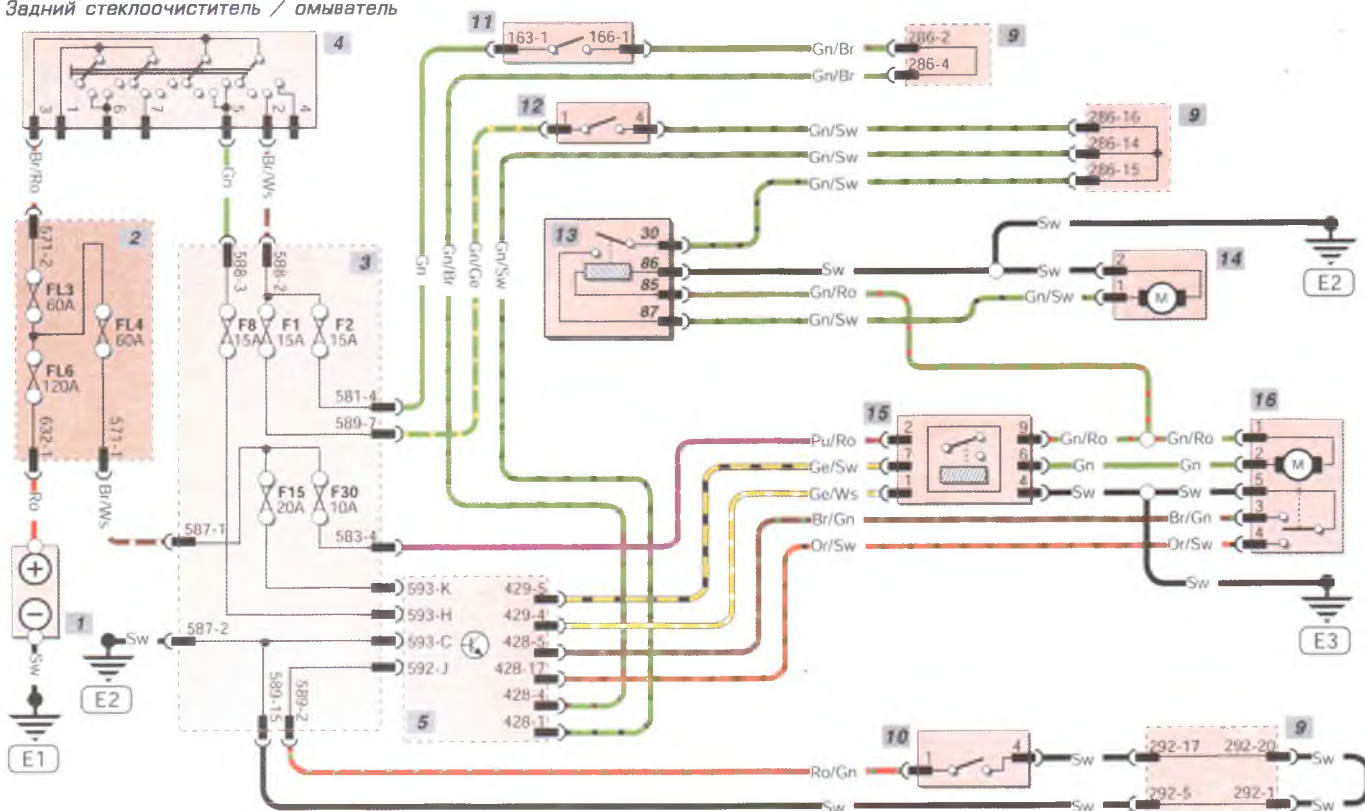 Задний стеклоочиститель / омыватель
4
3 1 6 7 5 2 4
Br/Ro
Gn
Br/Ws
11
163-1 166-1
Gn/Br
286-2
9
Gn/Br
286-4
12
1 4
Gn/Sw
286-16
9
Gn/Sw
286-14
Gn/Sw
286-15
13
30
86
85
87
Sw
Sw
Gn/Ro
Gn/Sw
Sw
Gn/Sw
E2
2
1
M
14
2
571-2
FL3
60A
FL4
60A
FL6
120A
632-1
571-1
Ro
Br/Ws
1
Sw
E1
3
588-3
588-2
F8
15A
F1
15A
F2
15A
581-4
589-7
F15
20A
F30
10A
587-1
583-4
587-2
Sw
E2
589-15
589-2
Gn
Gn/Br
Gn/Ge
Gn/Sw
593-K
593-H
593-C
592-J
429-5
429-4
428-5
428-17
428-4
428-1
5
Pu/Ro
Ge/Sw
Ge/Ws
Br/Gn
Or/Sw
15
2
7
1
9
6
4
Gn/Ro
Gn/Ro
Gn
Gn
Sw
Sw
Br/Gn
Or/Sw
16
1
2
5
3
4
M
Sw
E3
10
1 4
Ro/Gn
Sw
292-17 292-20
9
Sw
Sw
Sw
292-5 292-1
Sw